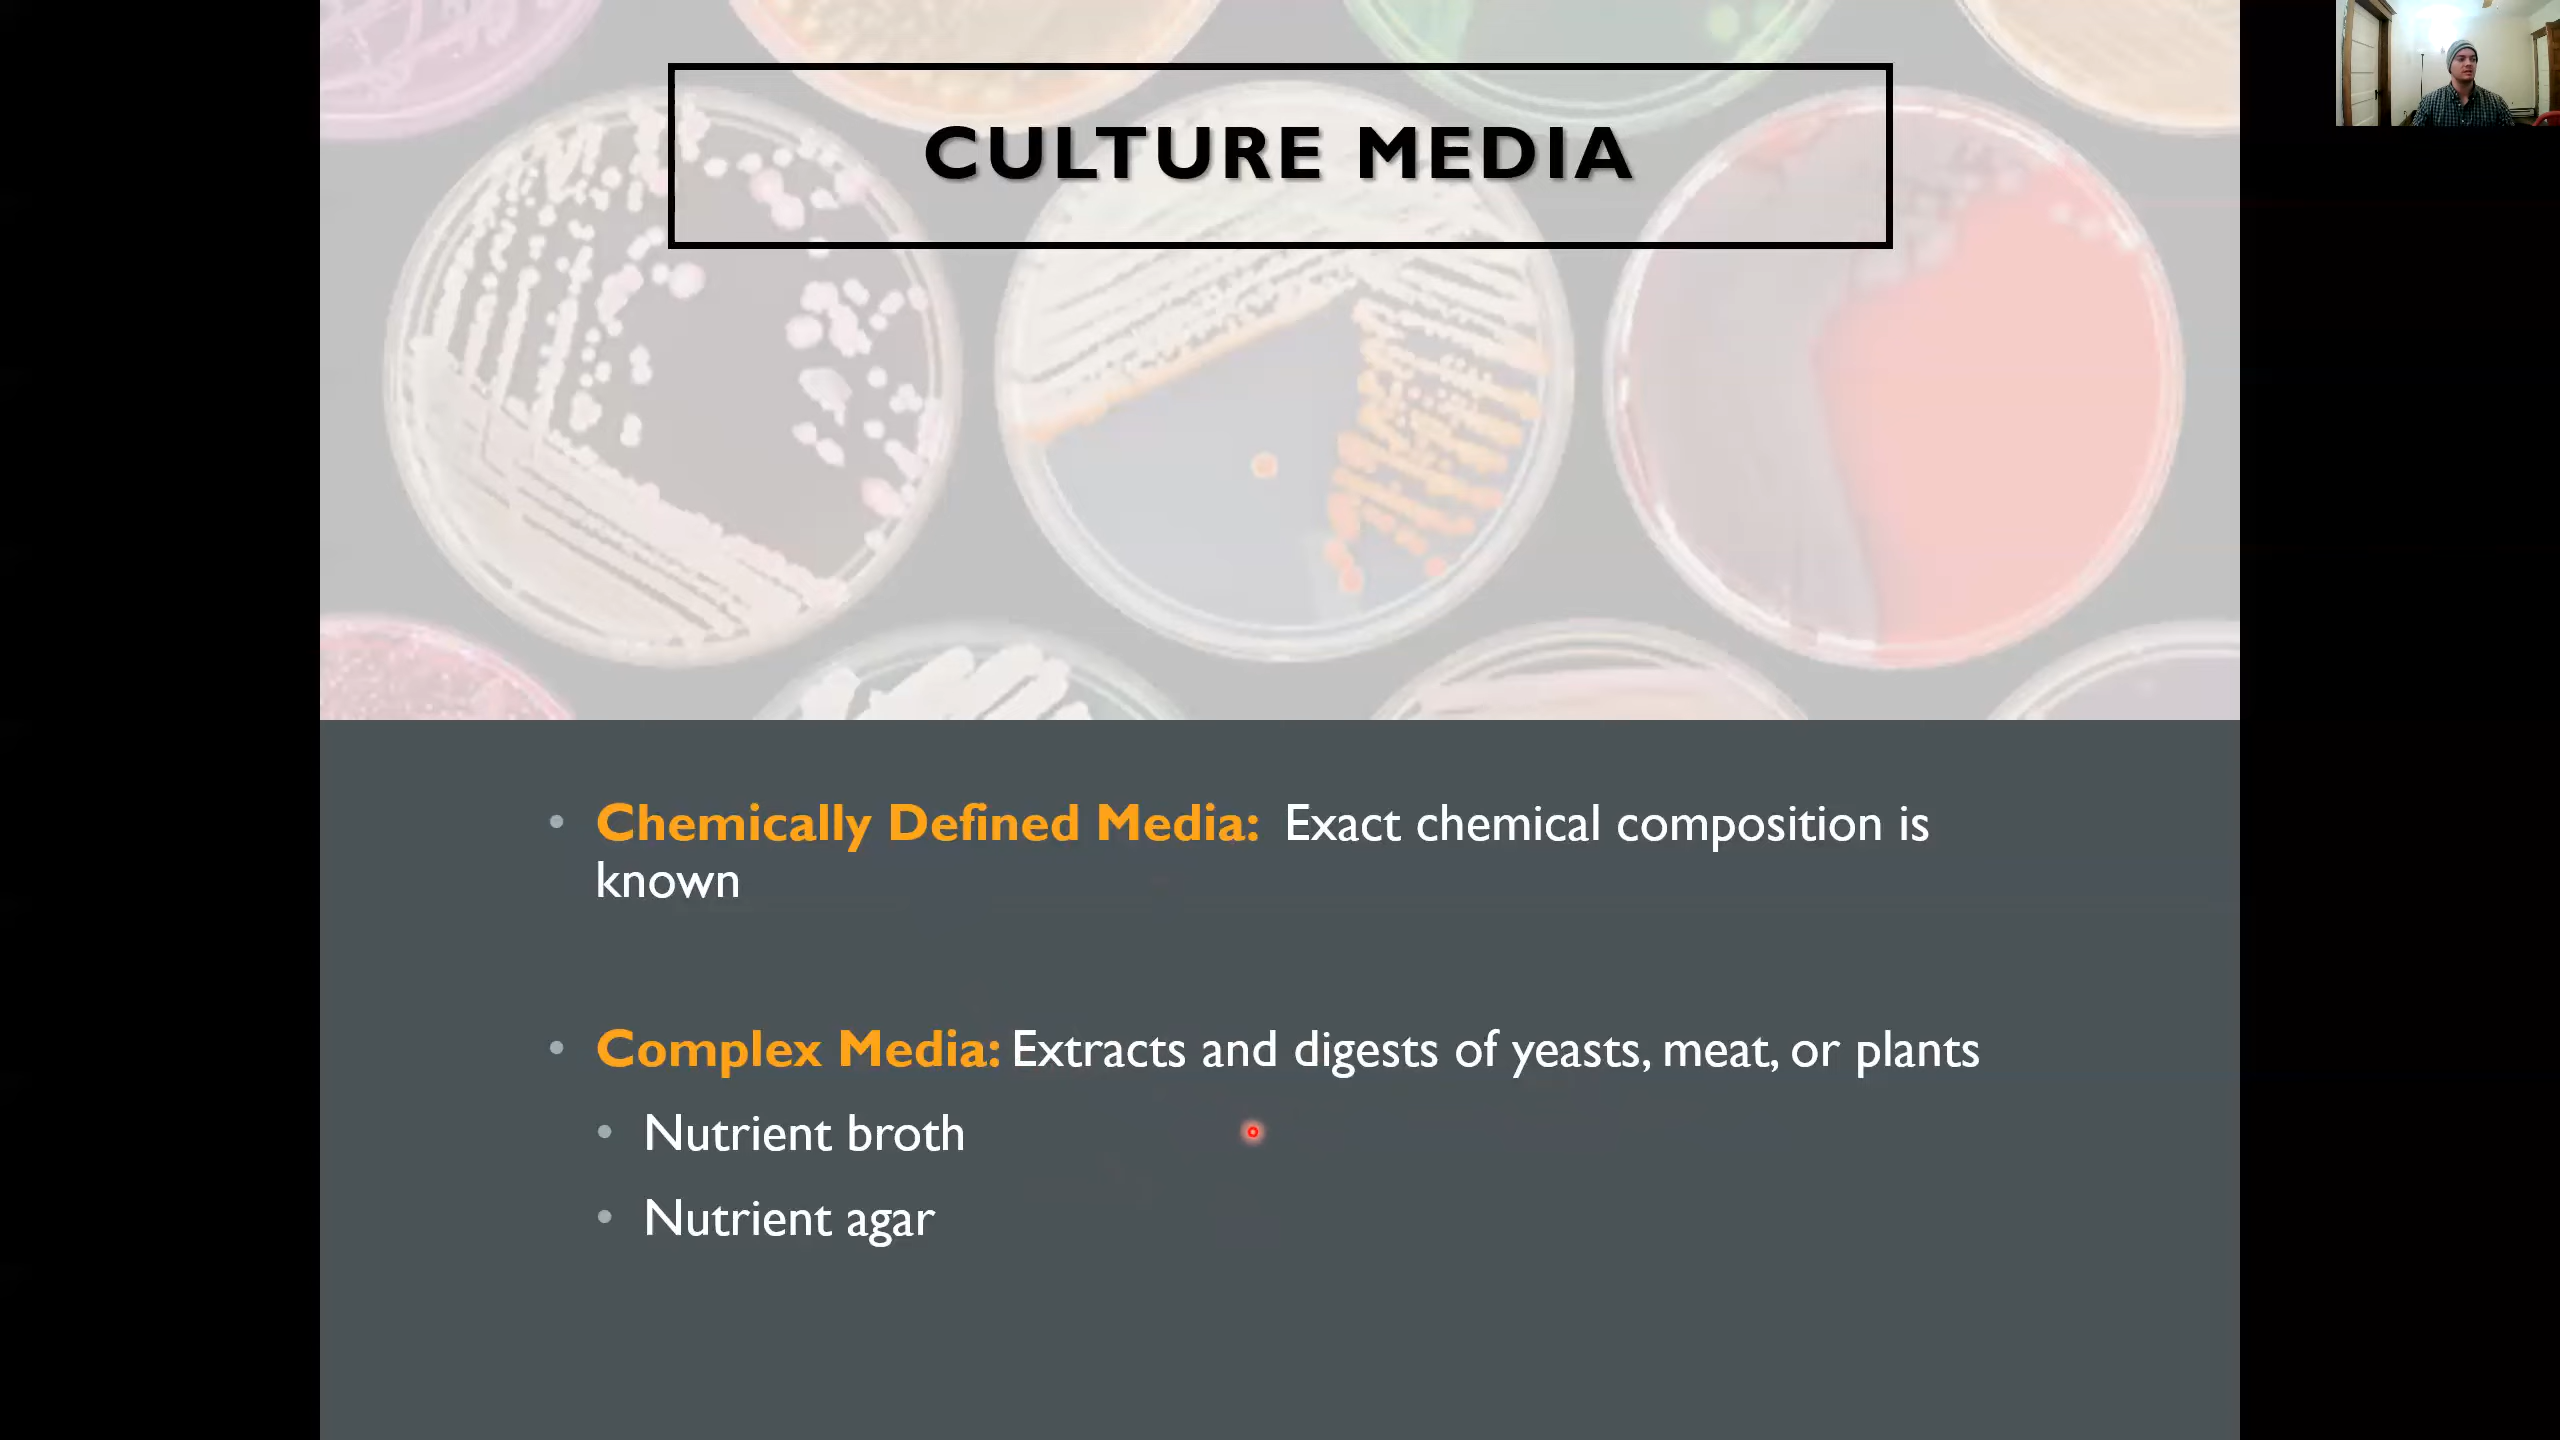 CULTURE MEDIA
• Chemically Defined Media: Exact chemical composition is
known
• Complex Media: Extracts and digests of yeasts, meat, or plants
• Nutrient broth
• Nutrient agar